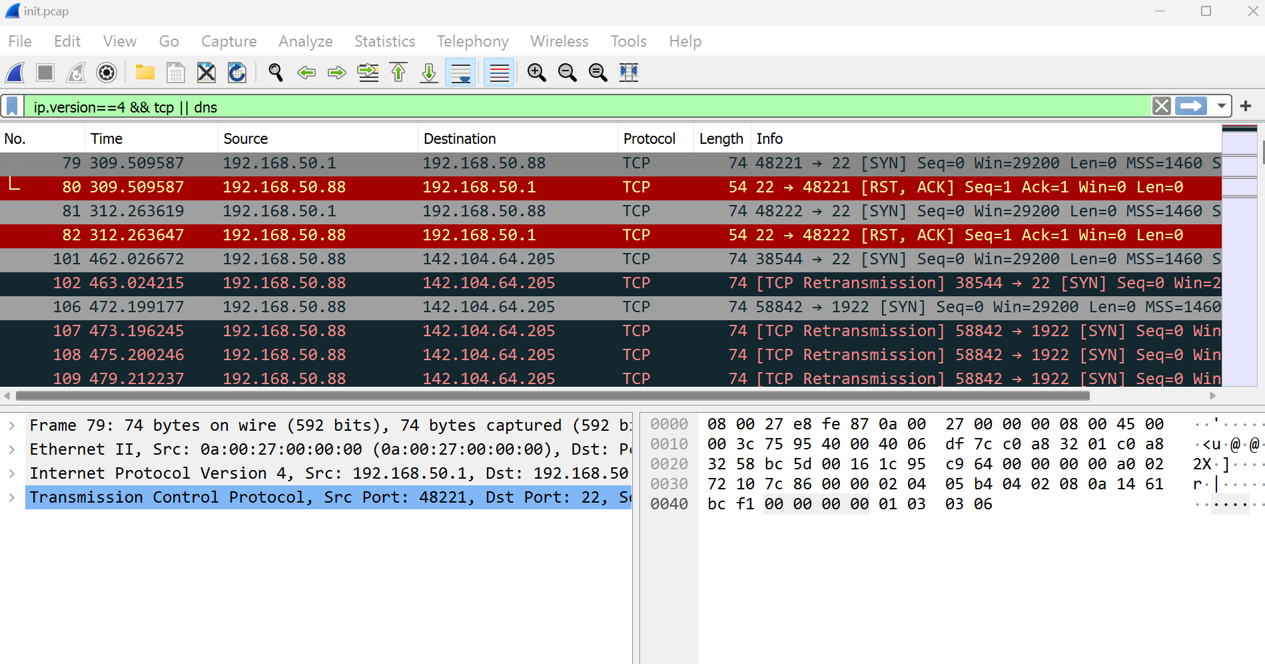 init.pcap
File Edit View Go Capture Analyze Statistics Telephony Wireless Tools Help
ip.version==4 && tcp || dns
No. Time Source Destination Protocol Length Info
79 309.509587 192.168.50.1 192.168.50.88 TCP 74 48221 → 22 [SYN] Seq=0 Win=29200 Len=0 MSS=1460 S
80 309.509587 192.168.50.88 192.168.50.1 TCP 54 22 → 48221 [RST, ACK] Seq=1 Ack=1 Win=0 Len=0
81 312.263619 192.168.50.1 192.168.50.88 TCP 74 48222 → 22 [SYN] Seq=0 Win=29200 Len=0 MSS=1460 S
82 312.263647 192.168.50.88 192.168.50.1 TCP 54 22 → 48222 [RST, ACK] Seq=1 Ack=1 Win=0 Len=0
101 462.026672 192.168.50.88 142.104.64.205 TCP 74 38544 → 22 [SYN] Seq=0 Win=29200 Len=0 MSS=1460 S
102 463.024215 192.168.50.88 142.104.64.205 TCP 74 [TCP Retransmission] 38544 → 22 [SYN] Seq=0 Win=2
106 472.199177 192.168.50.88 142.104.64.205 TCP 74 58842 → 1922 [SYN] Seq=0 Win=29200 Len=0 MSS=1460
107 473.196245 192.168.50.88 142.104.64.205 TCP 74 [TCP Retransmission] 58842 → 1922 [SYN] Seq=0 Win
108 475.200246 192.168.50.88 142.104.64.205 TCP 74 [TCP Retransmission] 58842 → 1922 [SYN] Seq=0 Win
109 479.212237 192.168.50.88 142.104.64.205 TCP 74 [TCP Retransmission] 58842 → 1922 [SYN] Seq=0 Win
Frame 79: 74 bytes on wire (592 bits), 74 bytes captured (592 b
Ethernet II, Src: 0a:00:27:00:00:00 (0a:00:27:00:00:00), Dst: P
Internet Protocol Version 4, Src: 192.168.50.1, Dst: 192.168.50
Transmission Control Protocol, Src Port: 48221, Dst Port: 22, S
0000 08 00 27 e8 fe 87 0a 00 27 00 00 00 08 00 45 00 ··'·····
0010 00 3c 75 95 40 00 40 06 df 7c c0 a8 32 01 c0 a8 ·<u·@·@·
0020 32 58 bc 5d 00 16 1c 95 c9 64 00 00 00 00 a0 02 2X·]····
0030 72 10 7c 86 00 00 02 04 05 b4 04 02 08 0a 14 61 r·|·····
0040 bc f1 00 00 00 00 01 03 03 06 ········